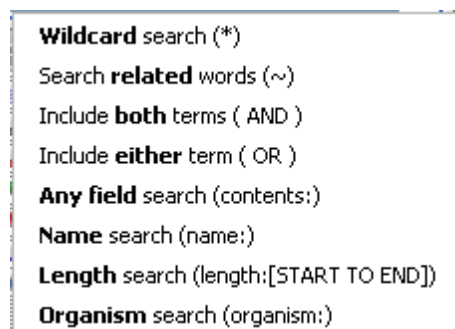 Wildcard search (*)
Search related words (~)
Include both terms ( AND )
Include either term ( OR )
Any field search (contents:)
Name search (name:)
Length search (length:[START TO END])
Organism search (organism:)